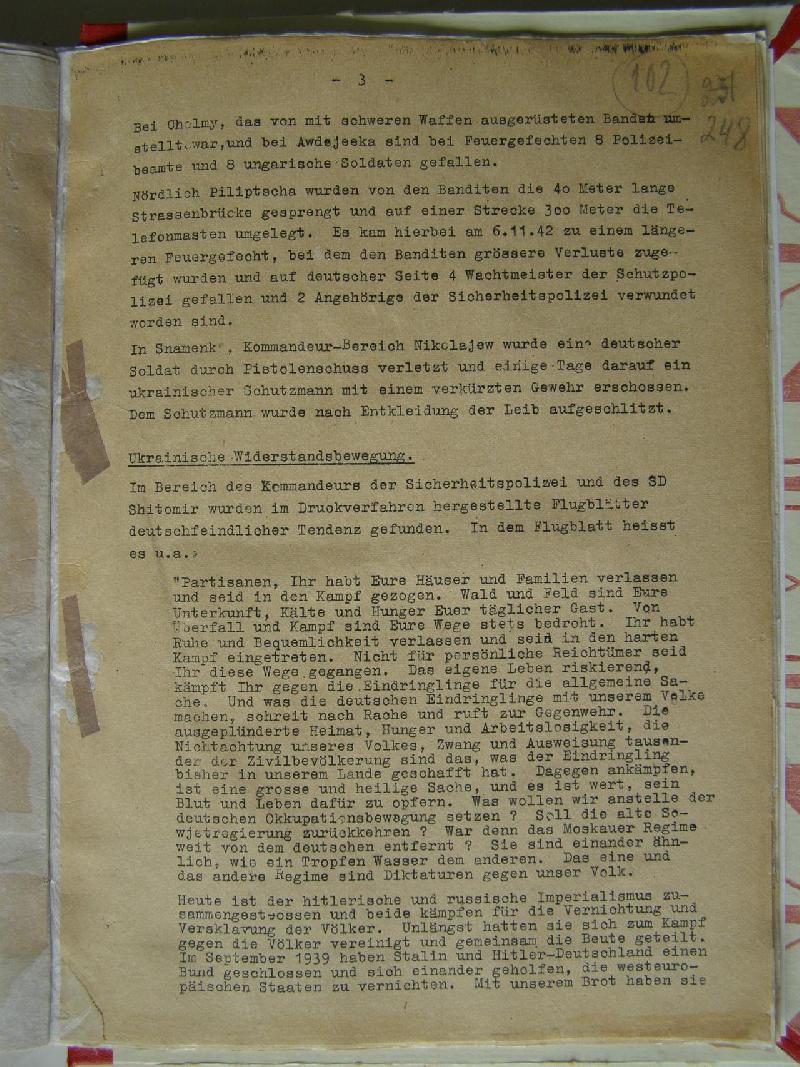 - 3 -
102
251
248
Bei Cholmy, das von mit schweren Waffen ausgerüsteten Banden um-
stellt war,und bei Awdejeeka sind bei Feuergefechten 8 Polizei-
beamte und 8 ungarische Soldaten gefallen.
Nördlich Piliptscha wurden von den Banditen die 4o Meter lange
Strassenbrücke gesprengt und auf einer Strecke 3oo Meter die Te-
lefonmasten umgelegt. Es kam hierbei am 6.11.42 zu einem länge-
ren Feuergefecht, bei dem den Banditen grössere Verluste zuge-
fügt wurden und auf deutscher Seite 4 Wachtmeister der Schutzpo-
lizei gefallen und 2 Angehörige der Sicherheitspolizei verwundet
worden sind.
In Snamenk, Kommandeur-Bereich Nikolajew wurde ein deutscher
Soldat durch Pistolenschuss verletzt und einige Tage darauf ein
ukrainischer Schutzmann mit einem verkürzten Gewehr erschossen.
Dem Schutzmann wurde nach Entkleidung der Leib aufgeschlitzt.
Ukrainische Widerstandsbewegung.
Im Bereich des Kommandeurs der Sicherheitspolizei und des SD
Shitomir wurden im Druckverfahren hergestellte Flugblätter
deutschfeindlicher Tendenz gefunden. In dem Flugblatt heisst
es u.a.:
"Partisanen, Ihr habt Eure Häuser und Familien verlassen
und seid in den Kampf gezogen. Wald und Feld sind Eure
Unterkunft, Kälte und Hunger Euer täglicher Gast. Von
Überfall und Kampf sind Eure Wege stets bedroht. Ihr habt
Ruhe und Bequemlichkeit verlassen und seid in den harten
Kampf eingetreten. Nicht für persönliche Reichtümer seid
Ihr diese Wege gegangen. Das eigene Leben riskierend,
kämpft Ihr gegen die Eindringlinge für die allgemeine Sa-
che. Und was die deutschen Eindringlinge mit unserem Volke
machen, schreit nach Rache und ruft zur Gegenwehr. Die
ausgeplünderte Heimat, Hunger und Arbeitslosigkeit, die
Nichtachtung unseres Volkes, Zwang und Ausweisung tausen-
der der Zivilbevölkerung sind das, was der Eindringling
bisher in unserem Lande geschafft hat. Dagegen ankämpfen,
ist eine grosse und heilige Sache, und es ist wert, sein
Blut und Leben dafür zu opfern. Was wollen wir anstelle der
deutschen Okkupationsbewagung setzen ? Soll die alte So-
wjetregierung zurückkehren ? War denn das Moskauer Regime
weit von dem deutschen entfernt ? Sie sind einander ähn-
lich, wie ein Tropfen Wasser dem anderen. Das eine und
das andere Regime sind Diktaturen gegen unser Volk.
Heute ist der hitlerische und russische Imperialismus zu-
sammengestossen und beide kämpfen für die Vernichtung und
Versklavung der Völker. Unlängst hatten sie sich zum Kampf
gegen die Völker vereinigt und gemeinsam die Beute geteilt.
Im September 1939 haben Stalin und Hitler-Deutschland einen
Bund geschlossen und sich einander geholfen, die westeuro-
päischen Staaten zu vernichten. Mit unserem Brot haben sie